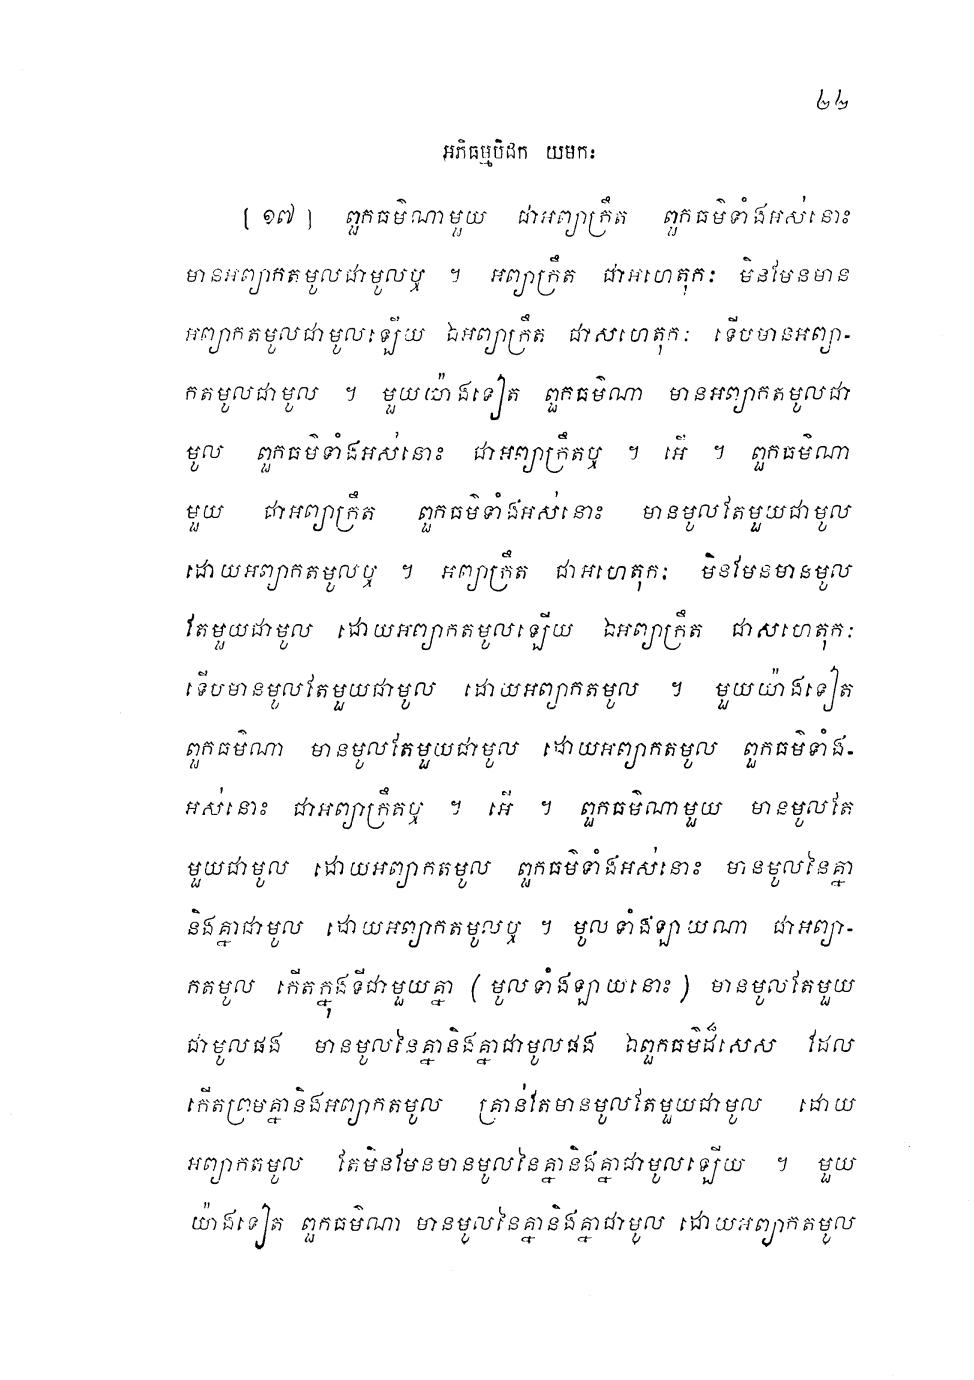 ២២
អភិធម្មបិដក យមកៈ
[១៧] ពួកធម៌ណាមួយ ជាអព្យាក្រឹត ពួកធម៌ទាំងអស់នោះ
មានអព្យាកតមូលជាមូលឬ ។ អព្យាក្រឹត ជាអហេតុកៈ មិនមែនមាន
អព្យាកតមូលជាមូលឡើយ ឯអព្យាក្រឹត ជាសហេតុកៈ ទើបមានអព្យា-
កតមូលជាមូល ។ មួយយ៉ាងទៀត ពួកធម៌ណា មានអព្យាកតមូលជា
មូល ពួកធម៌ទាំងអស់នោះ ជាអព្យាក្រឹតឬ ។ អើ ។ ពួកធម៌ណា
មួយ ជាអព្យាក្រឹត ពួកធម៌ទាំងអស់នោះ មានមូលតែមួយជាមូល
ដោយអព្យាកតមូលឬ ។ អព្យាក្រឹត ជាអហេតុកៈ មិនមែនមានមូល
តែមួយជាមូល ដោយអព្យាកតមូលឡើយ ឯអព្យាក្រឹត ជាសហេតុកៈ
ទើបមានមូលតែមួយជាមូល ដោយអព្យាកតមូល ។ មួយយ៉ាងទៀត
ពួកធម៌ណា មានមូលតែមួយជាមូល ដោយអព្យាកតមូល ពួកធម៌ទាំង-
អស់នោះ ជាអព្យាក្រឹតឬ ។ អើ ។ ពួកធម៌ណាមួយ មានមូលតែ
មួយជាមូល ដោយអព្យាកតមូល ពួកធម៌ទាំងអស់នោះ មានមូលនៃគ្នា
និងគ្នាជាមូល ដោយអព្យាកតមូលឬ ។ មូលទាំងឡាយណា ជាអព្យា-
កតមូល កើតក្នុងទីជាមួយគ្នា (មូលទាំងឡាយនោះ) មានមូលតែមួយ
ជាមូលផង មានមូលនៃគ្នានិងគ្នាជាមូលផង ឯពួកធម៌ដ៏សេស ដែល
កើតព្រមគ្នានិងអព្យាកតមូល គ្រាន់តែមានមូលតែមួយជាមូល ដោយ
អព្យាកតមូល តែមិនមែនមានមូលនៃគ្នានិងគ្នាជាមូលឡើយ ។ មួយ
យ៉ាងទៀត ពួកធម៌ណា មានមូលនៃគ្នានិងគ្នាជាមូល ដោយអព្យាកតមូល